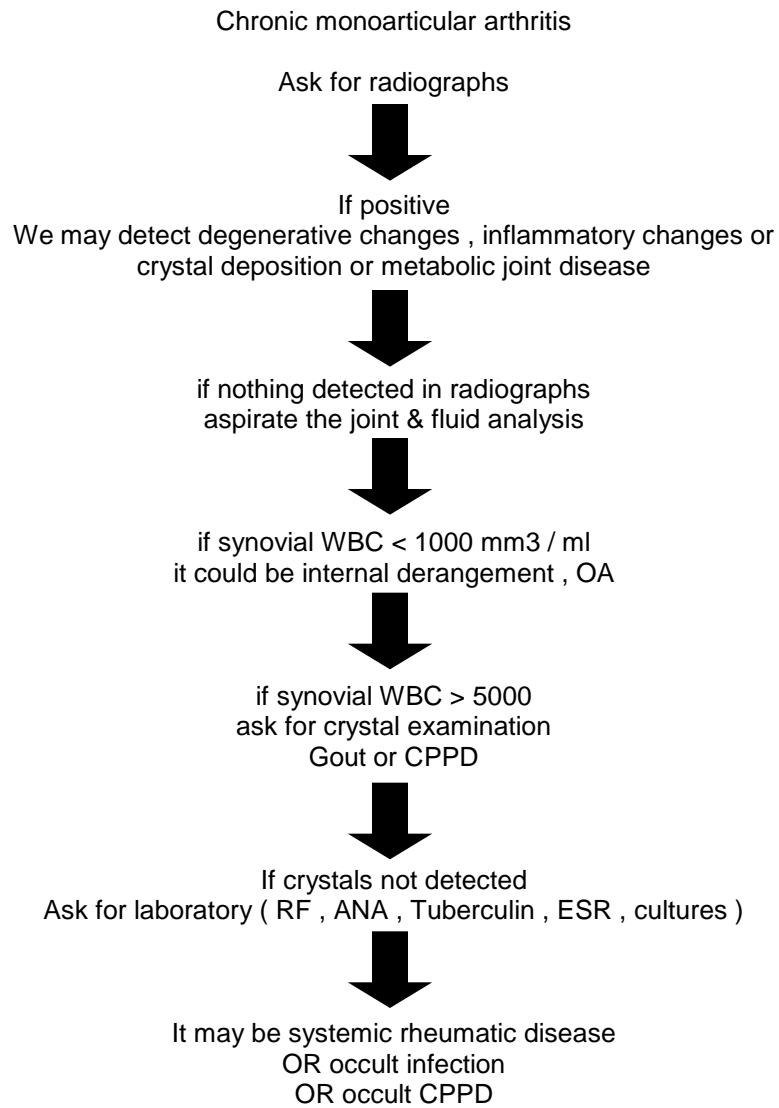 Chronic monoarticular arthritis
Ask for radiographs
If positive
We may detect degenerative changes , inflammatory changes or
crystal deposition or metabolic joint disease
if nothing detected in radiographs
aspirate the joint & fluid analysis
if synovial WBC < 1000 mm3 / ml
it could be internal derangement , OA
if synovial WBC > 5000
ask for crystal examination
Gout or CPPD
If crystals not detected
Ask for laboratory ( RF , ANA , Tuberculin , ESR , cultures )
It may be systemic rheumatic disease
OR occult infection
OR occult CPPD